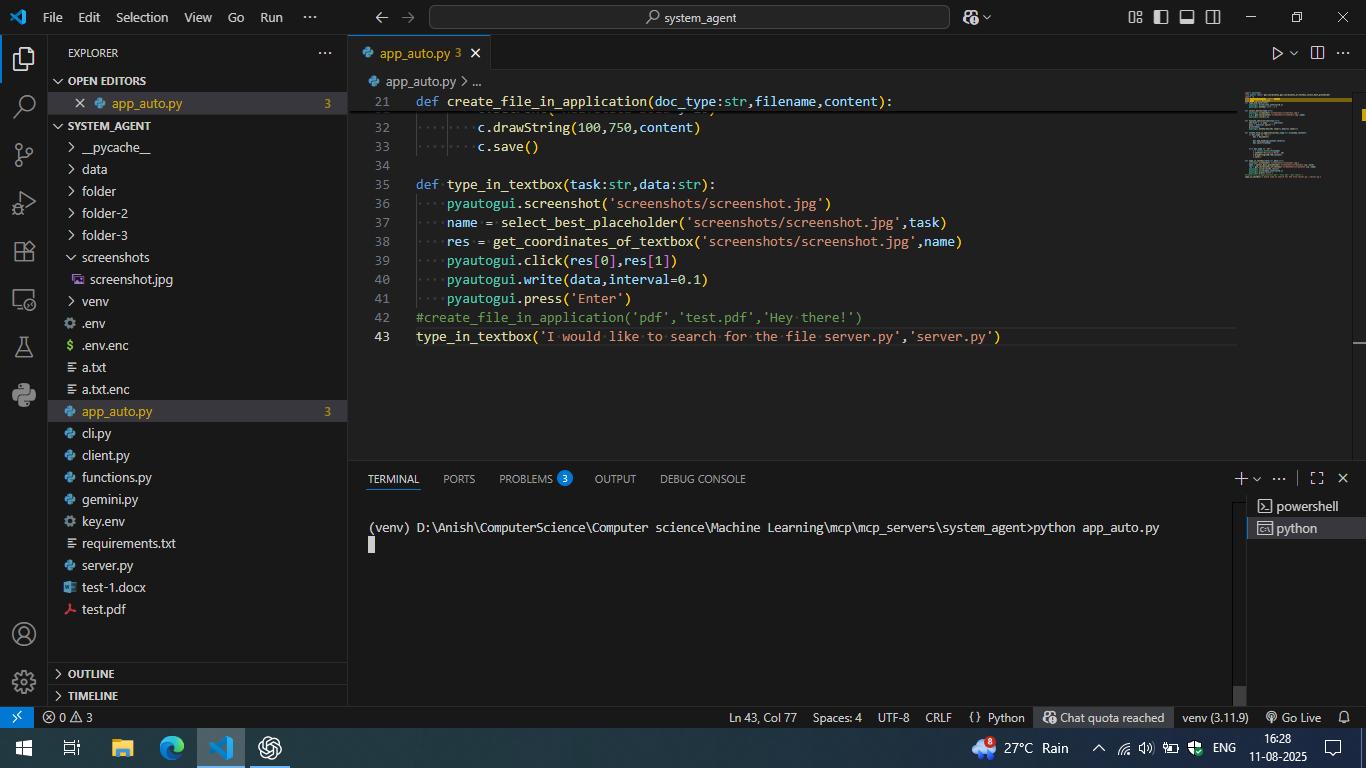 File Edit Selection View Go Run ···
system_agent
EXPLORER
OPEN EDITORS
app_auto.py 3
SYSTEM_AGENT
__pycache__
data
folder
folder-2
folder-3
screenshots
screenshot.jpg
venv
.env
.env.enc
a.txt
a.txt.enc
app_auto.py 3
cli.py
client.py
functions.py
gemini.py
key.env
requirements.txt
server.py
test-1.docx
test.pdf
OUTLINE
TIMELINE
app_auto.py 3
app_auto.py > ...
21 def create_file_in_application(doc_type:str,filename,content):
32 c.drawString(100,750,content)
33 c.save()
34
35 def type_in_textbox(task:str,data:str):
36 pyautogui.screenshot('screenshots/screenshot.jpg')
37 name = select_best_placeholder('screenshots/screenshot.jpg',task)
38 res = get_coordinates_of_textbox('screenshots/screenshot.jpg',name)
39 pyautogui.click(res[0],res[1])
40 pyautogui.write(data,interval=0.1)
41 pyautogui.press('Enter')
42 #create_file_in_application('pdf','test.pdf','Hey there!')
43 type_in_textbox('I would like to search for the file server.py','server.py')
TERMINAL PORTS PROBLEMS 3 OUTPUT DEBUG CONSOLE
(venv) D:\Anish\ComputerScience\Computer science\Machine Learning\mcp\mcp_servers\system_agent>python app_auto.py
powershell
python
0 3
Ln 43, Col 77 Spaces: 4 UTF-8 CRLF {} Python Chat quota reached venv (3.11.9) Go Live
8 27°C Rain ENG 16:28
11-08-2025